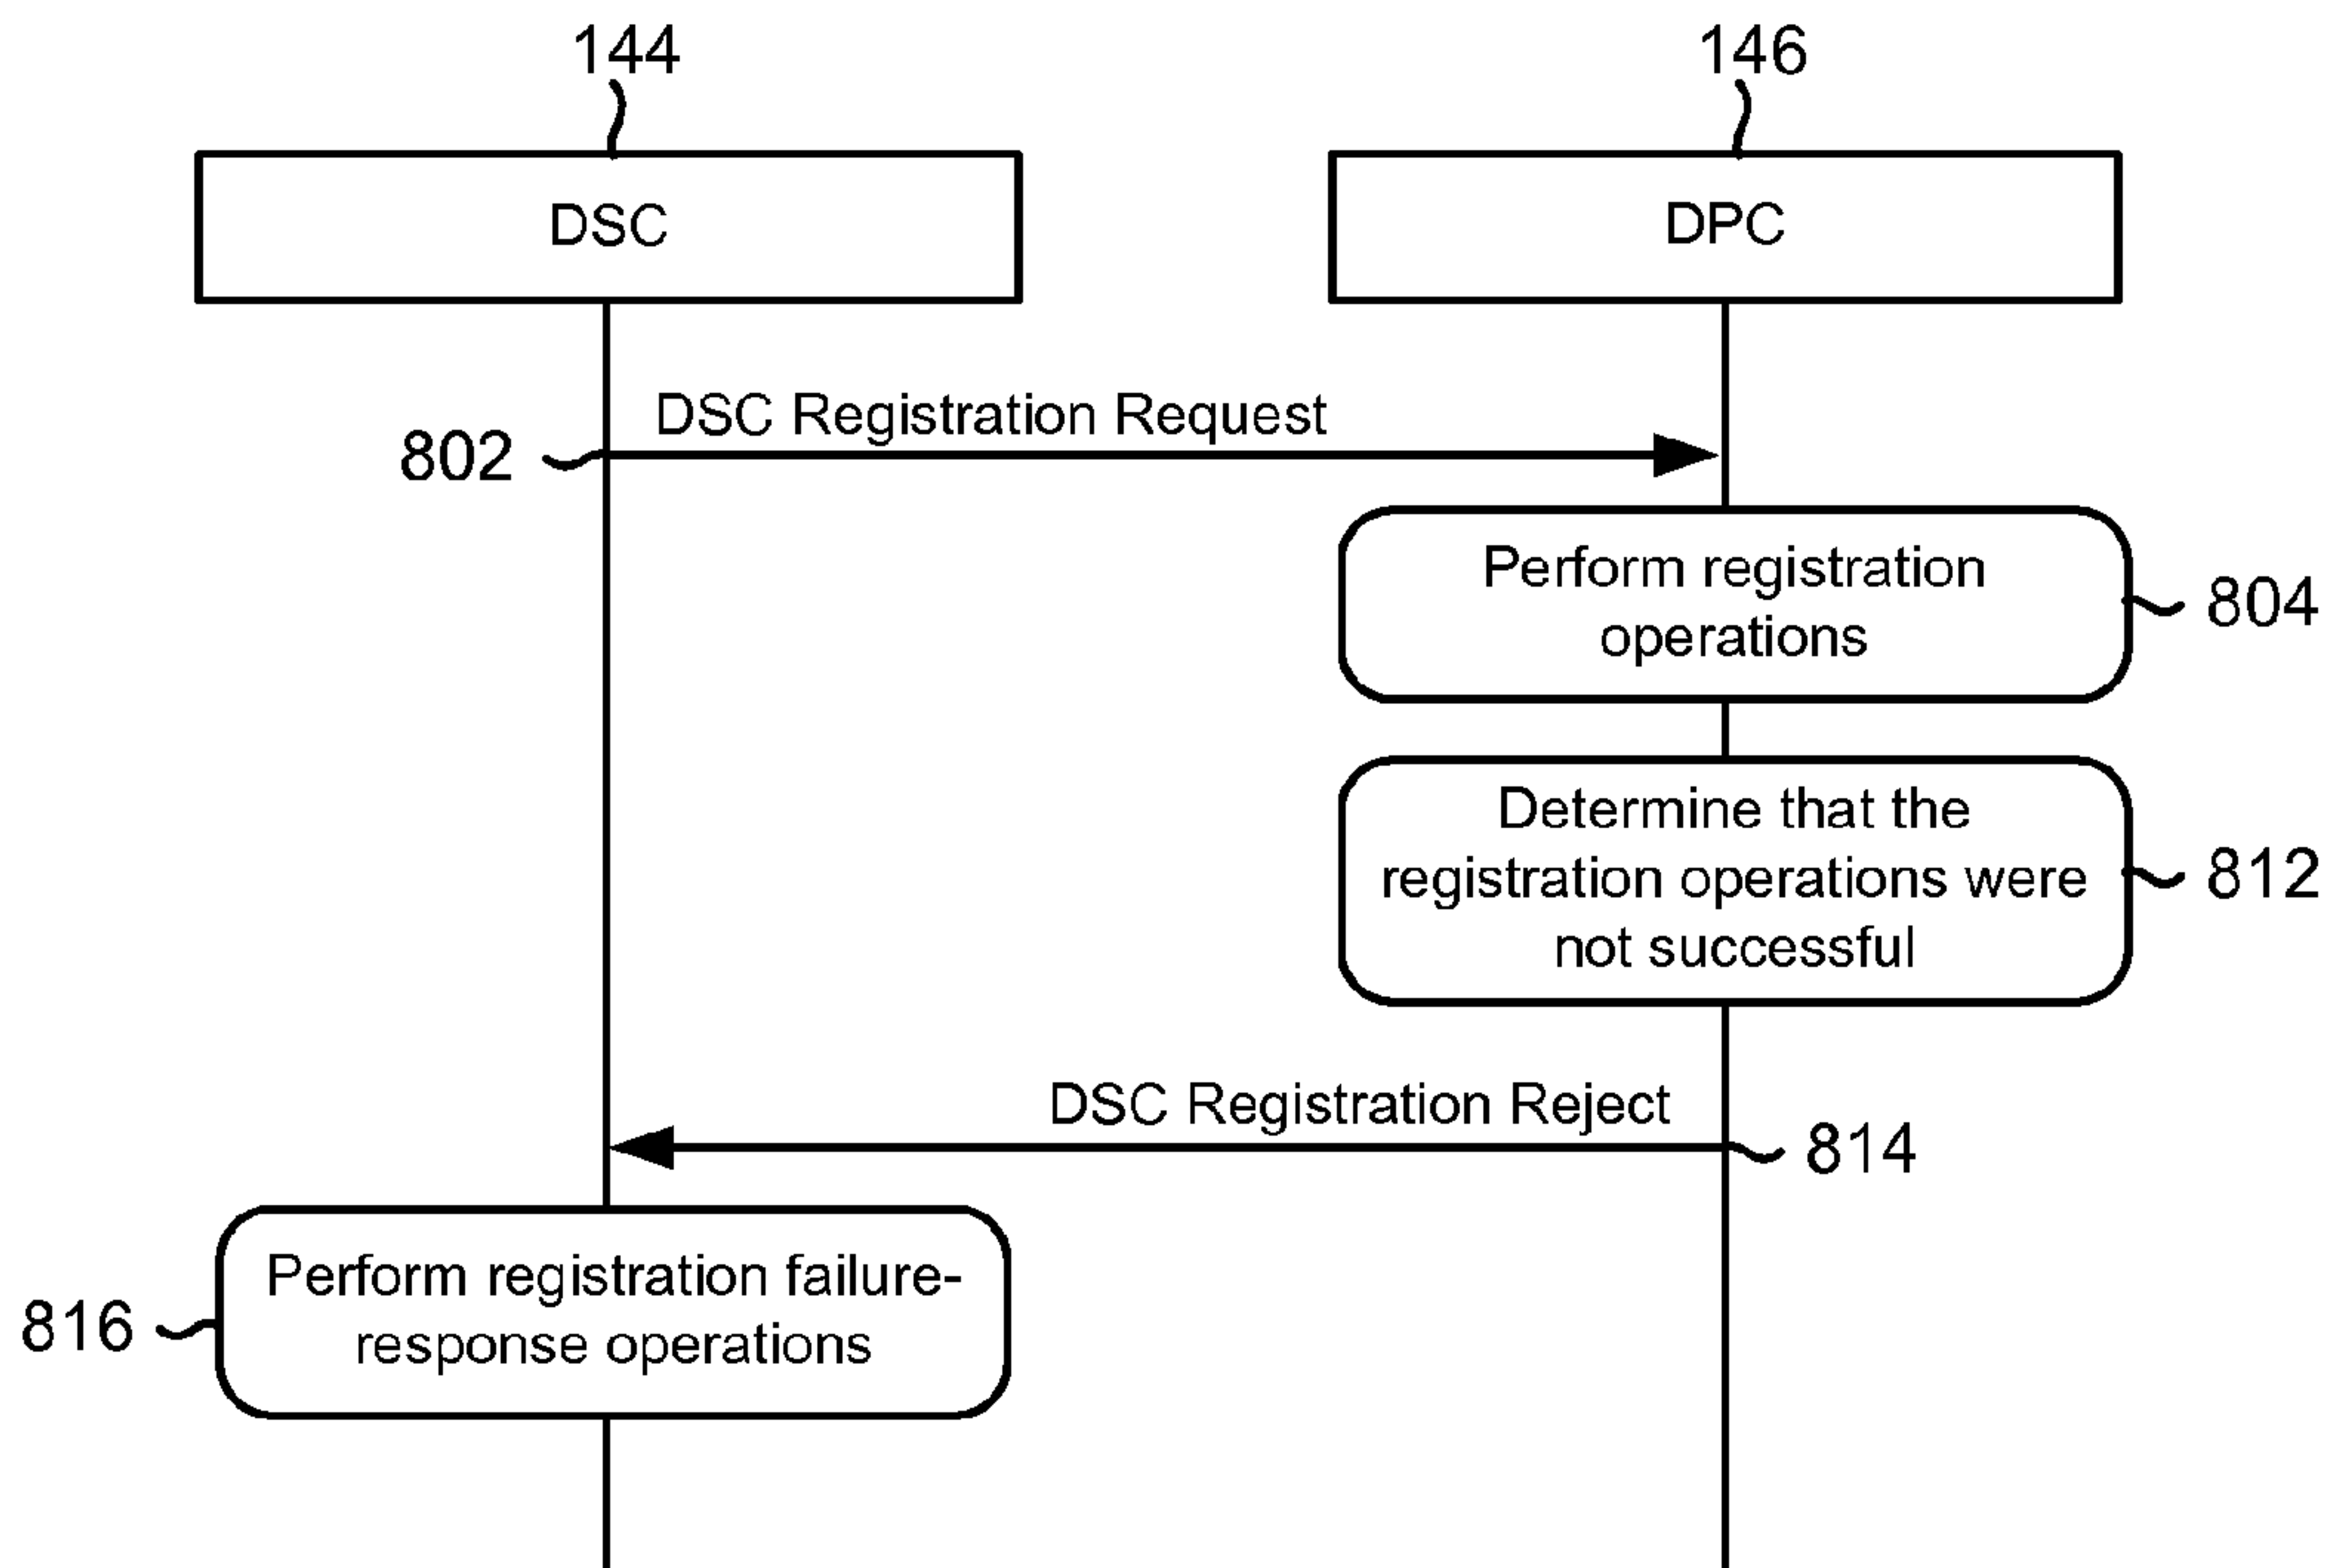 144
146
DSC
DPC
DSC Registration Request
802
Perform registration
operations
804
Determine that the
registration operations were
not successful
812
DSC Registration Reject
814
Perform registration failure-
response operations
816